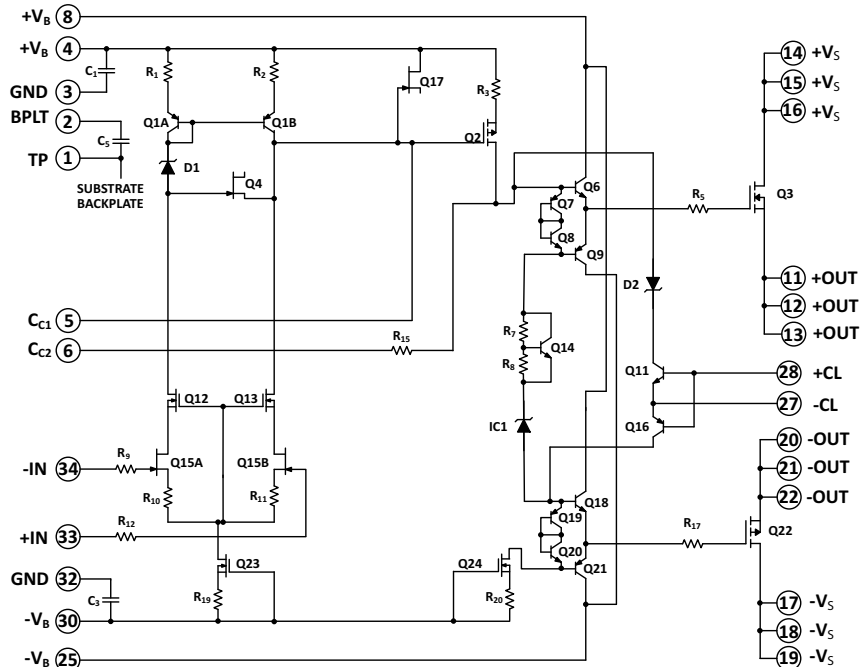 +VB 8
+VB 4
C1
GND 3
BPLT 2
C5
TP 1
SUBSTRATE
BACKPLATE
R1
R2
Q17
R3
Q1A
Q1B
Q2
D1
Q4
Q6
Q7
Q8
Q9
R5
Q3
14 +VS
15 +VS
16 +VS
11 +OUT
12 +OUT
13 +OUT
D2
CC1 5
CC2 6
R15
R7
R8
Q14
IC1
Q11
Q16
28 +CL
27 -CL
20 -OUT
21 -OUT
22 -OUT
Q12
Q13
-IN 34
R9
Q15A
Q15B
R10
R11
+IN 33
R12
Q18
Q19
Q20
Q21
R17
Q22
GND 32
C3
Q23
R19
Q24
R20
-VB 30
-VB 25
17 -VS
18 -VS
19 -VS